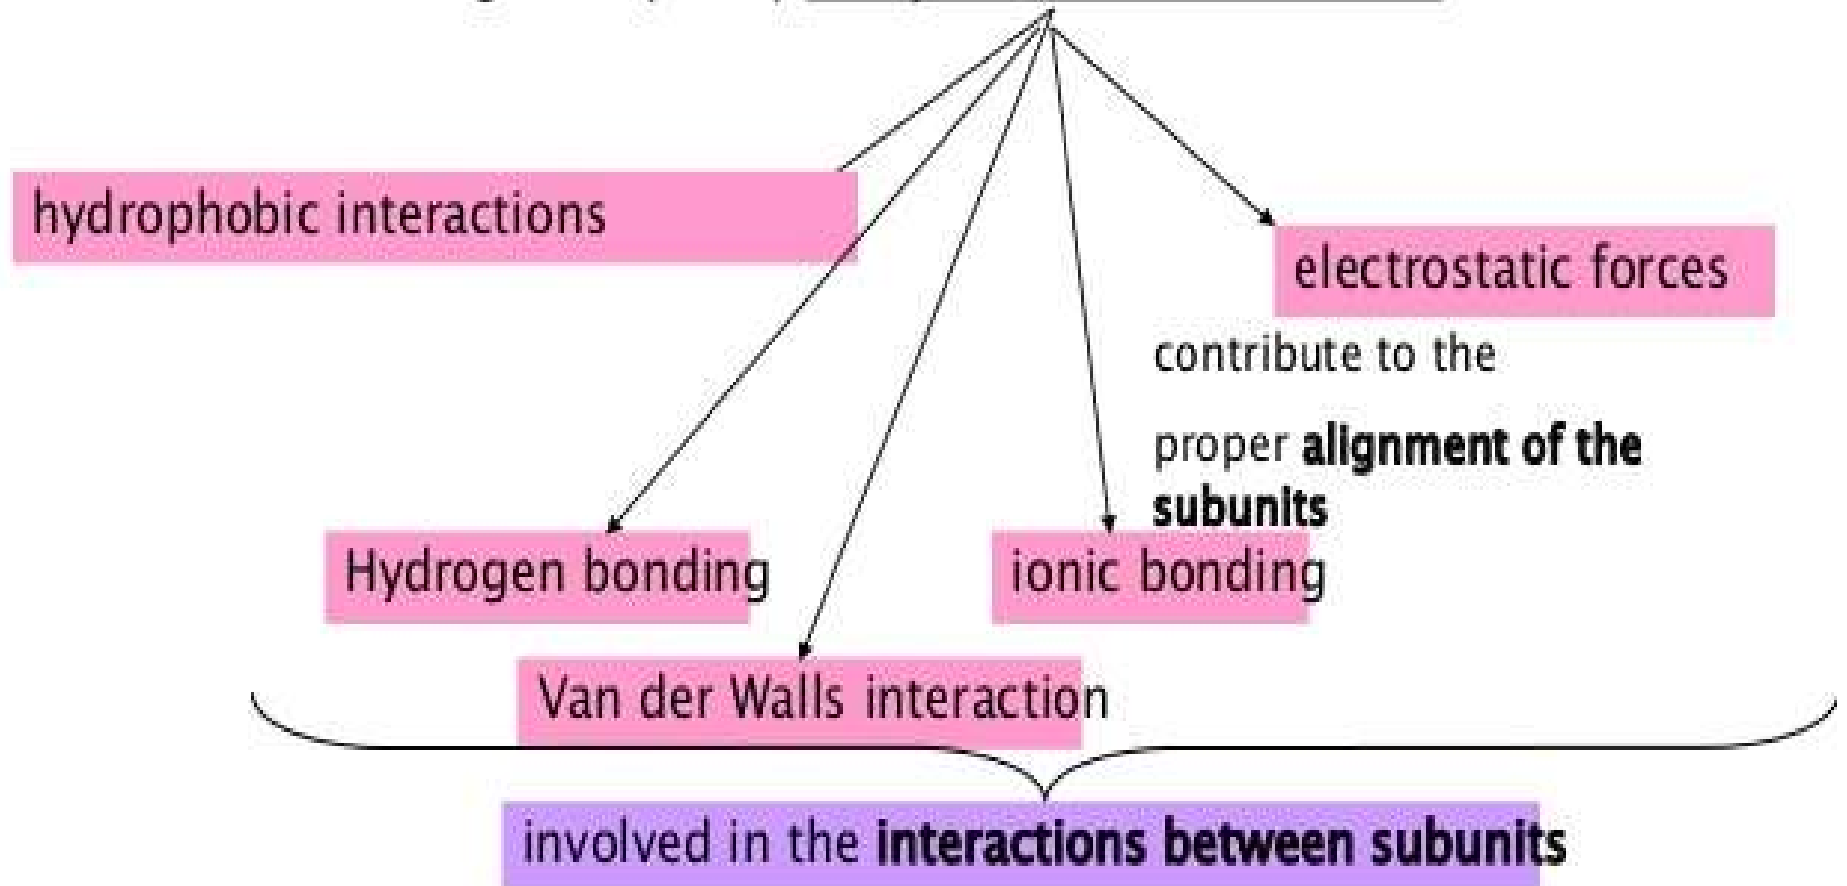 hydrophobic interactions
electrostatic forces
contribute to the
proper alignment of the
subunits
Hydrogen bonding
ionic bonding
Van der Walls interaction
involved in the interactions between subunits